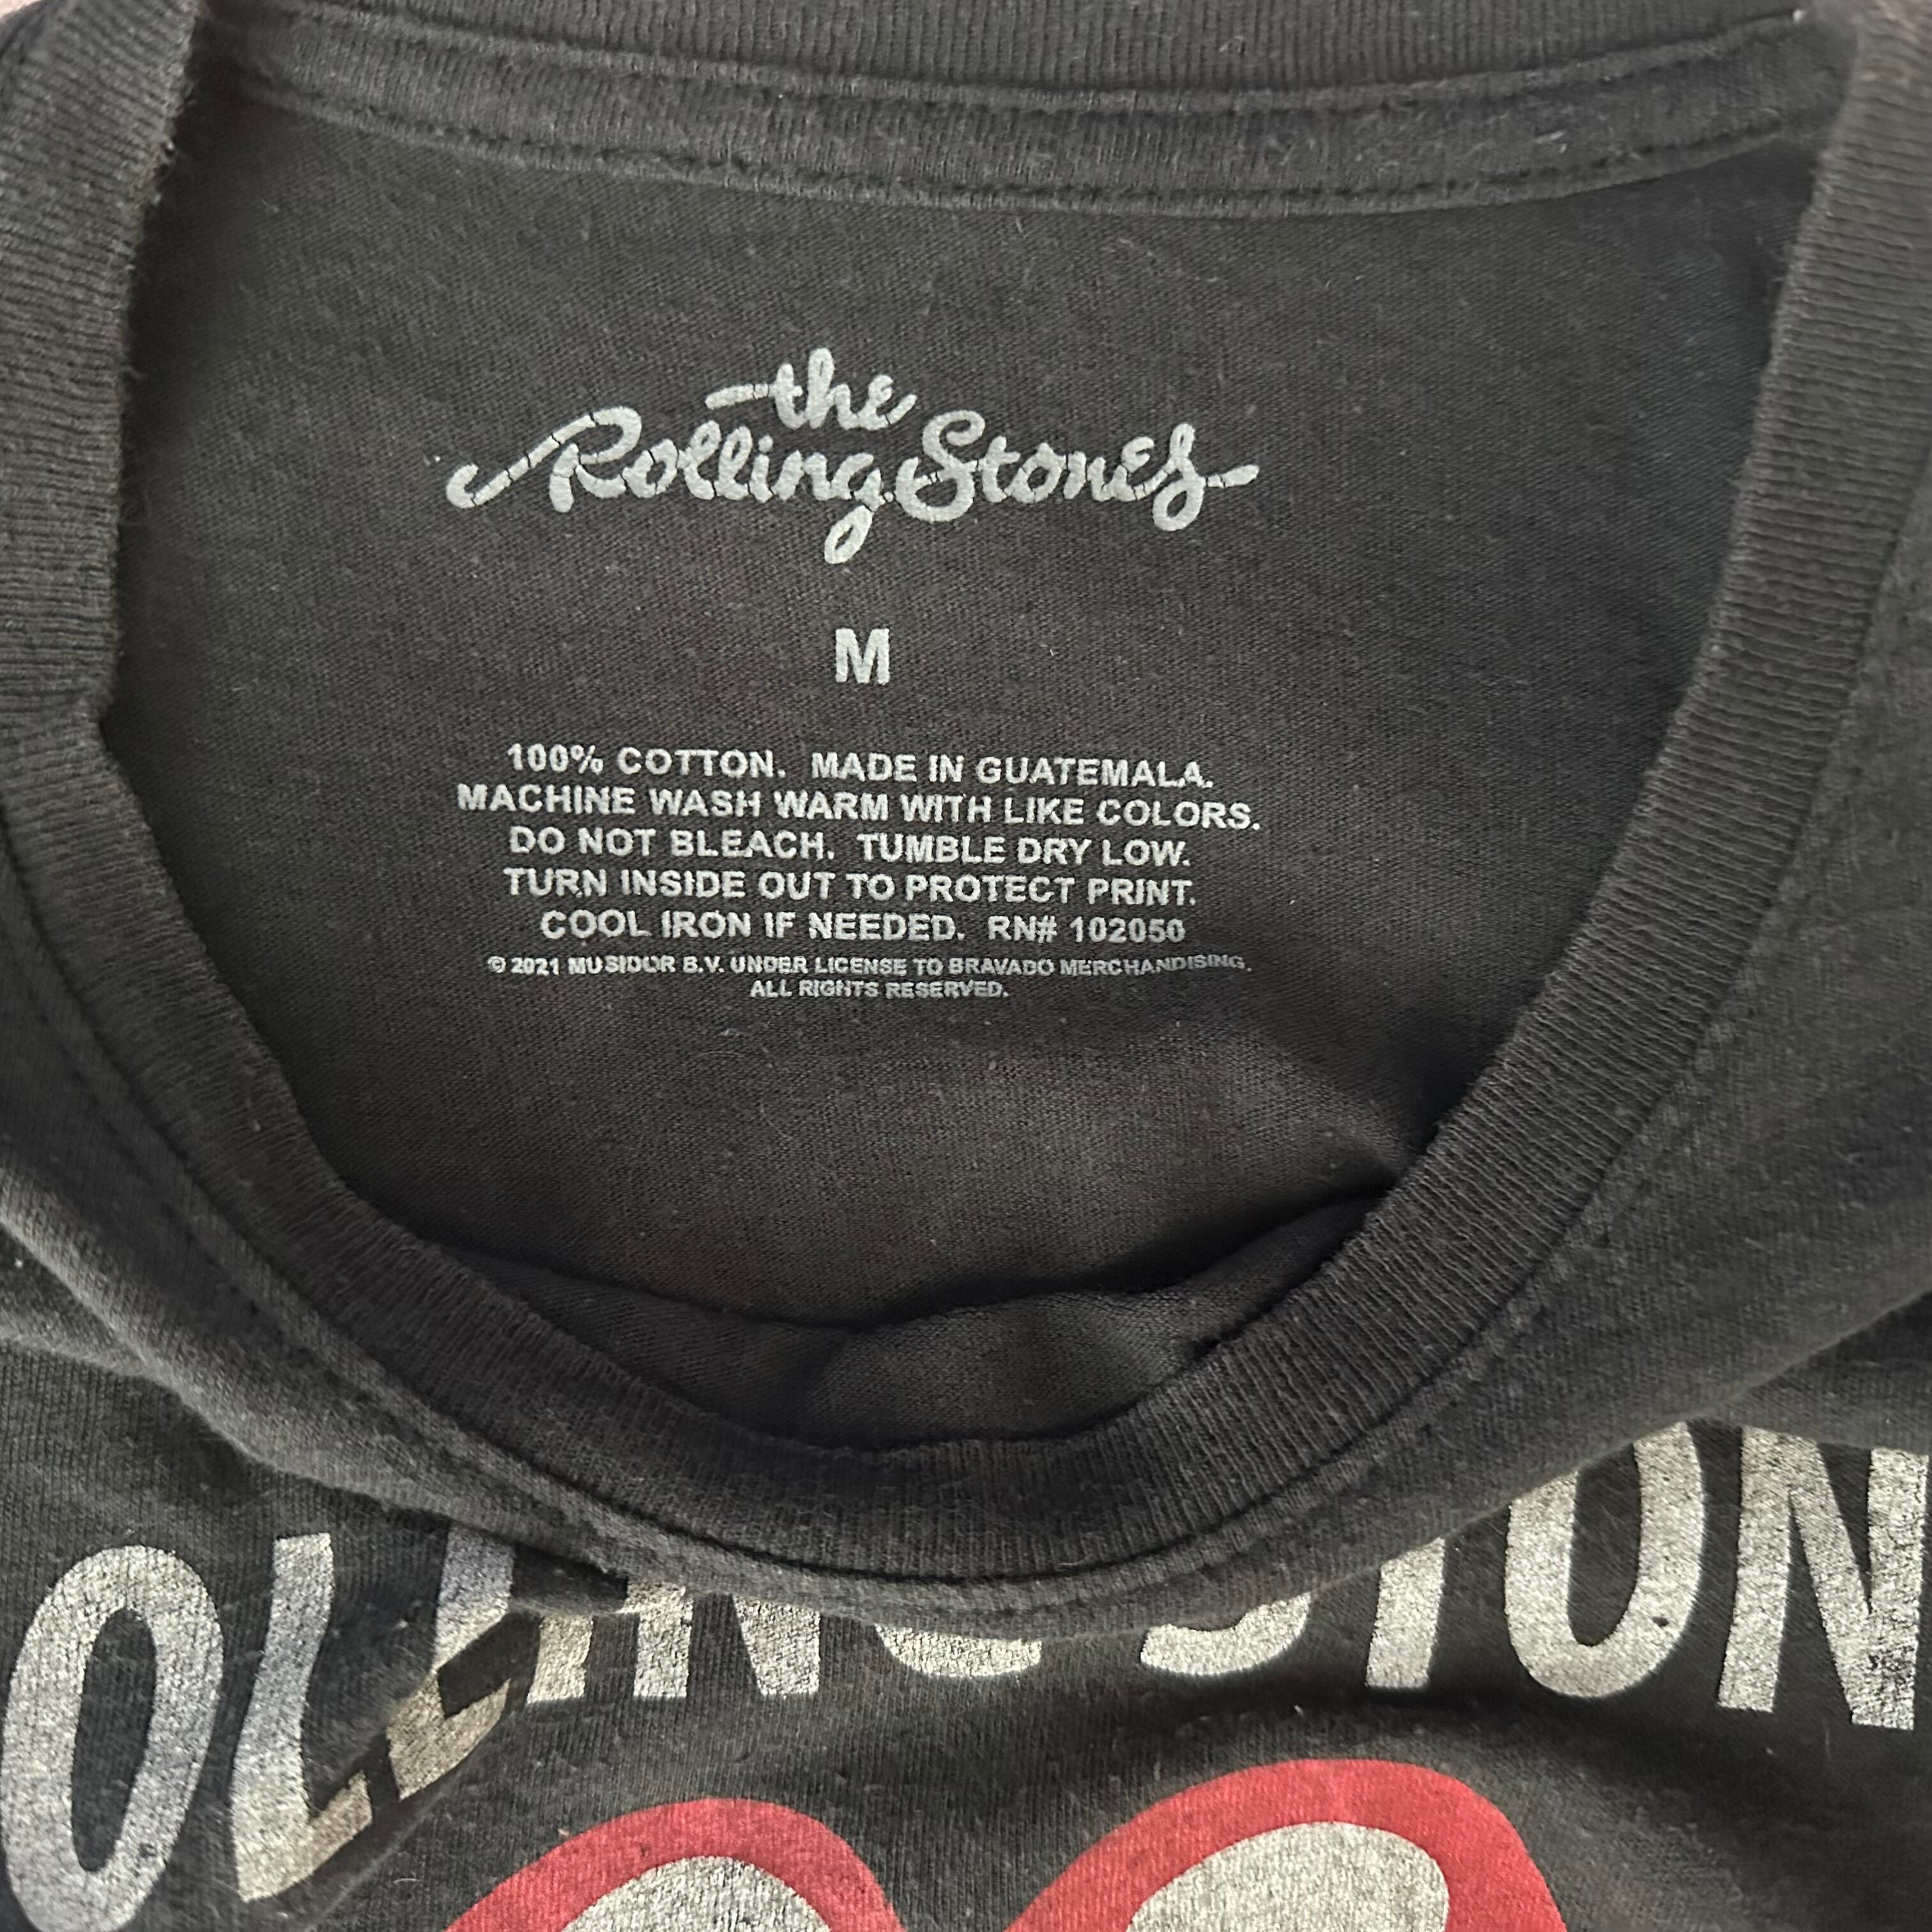 the
Rolling Stones
M
100% COTTON. MADE IN GUATEMALA.
MACHINE WASH WARM WITH LIKE COLORS.
DO NOT BLEACH. TUMBLE DRY LOW.
TURN INSIDE OUT TO PROTECT PRINT.
COOL IRON IF NEEDED. RN# 102050
© 2021 MUSIDOR B.V. UNDER LICENSE TO BRAVADO MERCHANDISING.
ALL RIGHTS RESERVED.
OLLING STON